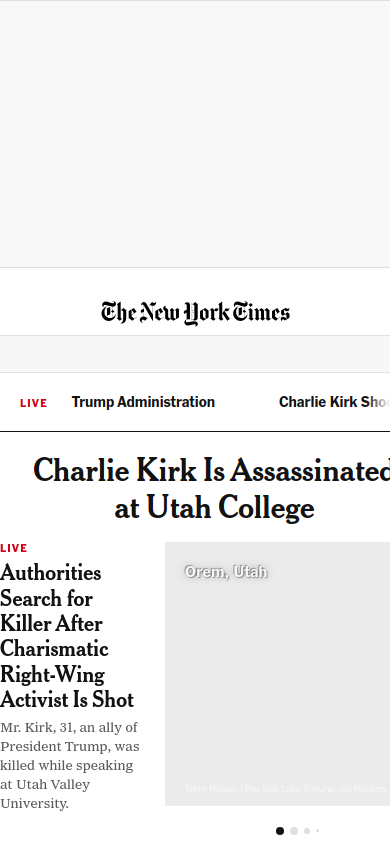 The New York Times
LIVE Trump Administration Charlie Kirk Sho
Charlie Kirk Is Assassinated
at Utah College
LIVE
Authorities
Search for
Killer After
Charismatic
Right-Wing
Activist Is Shot
Mr. Kirk, 31, an ally of
President Trump, was
killed while speaking
at Utah Valley
University.
Orem, Utah
Trent Nelson/The Salt Lake Tribune, via Reuters